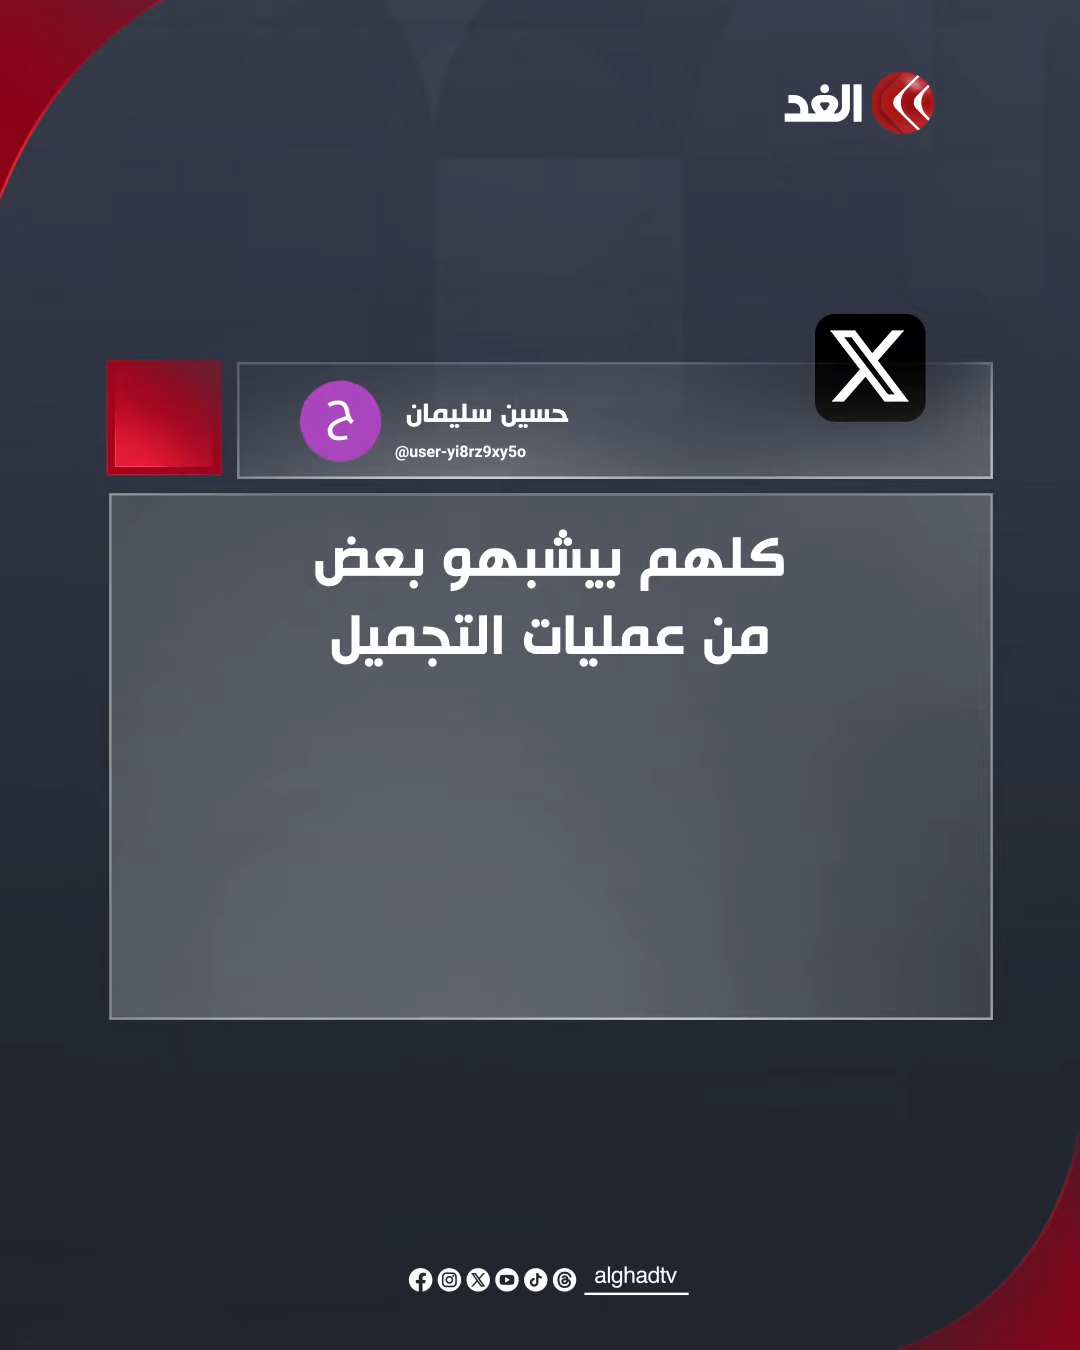 الغد
ح
حسين سليمان
@user-yi8rz9xy5o
كلهم بيشبهو بعض
من عمليات التجميل
alghadtv